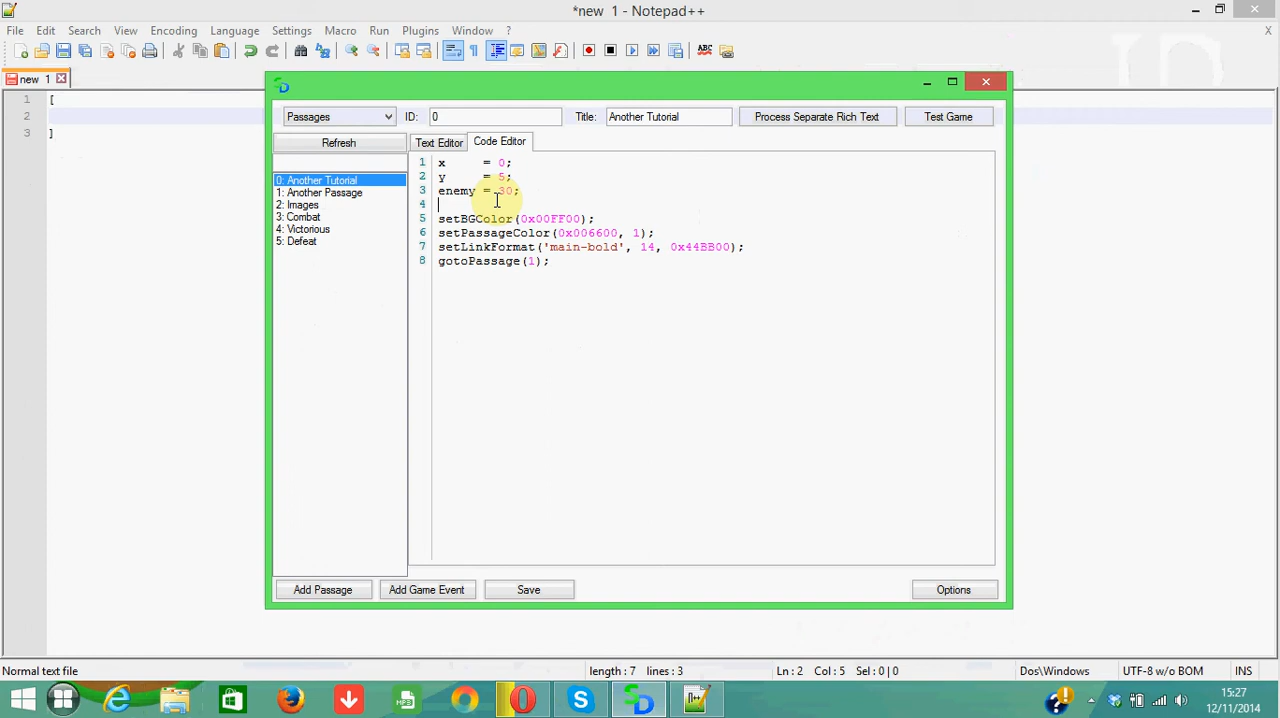 *new 1 - Notepad++
File Edit Search View Encoding Language Settings Macro Run Plugins Window ? X
new 1
1 [
2
3 ]
Passages ID: 0 Title: Another Tutorial Process Separate Rich Text Test Game
Refresh Text Editor Code Editor
0: Another Tutorial
1: Another Passage
2: Images
3: Combat
4: Victorious
5: Defeat
1 x = 0;
2 y = 5;
3 enemy = 30;
4
5 setBGColor(0x00FF00);
6 setPassageColor(0x006600, 1);
7 setLinkFormat('main-bold', 14, 0x44BB00);
8 gotoPassage(1);
Add Passage Add Game Event Save Options
Normal text file length : 7 lines : 3 Ln : 2 Col : 5 Sel : 0 | 0 Dos\Windows UTF-8 w/o BOM INS
15:27
12/11/2014